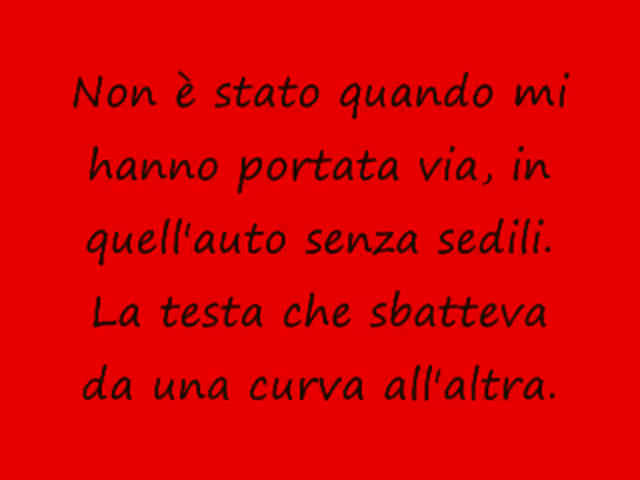 Non è stato quando mi
hanno portata via, in
quell'auto senza sedili.
La testa che sbatteva
da una curva all'altra.